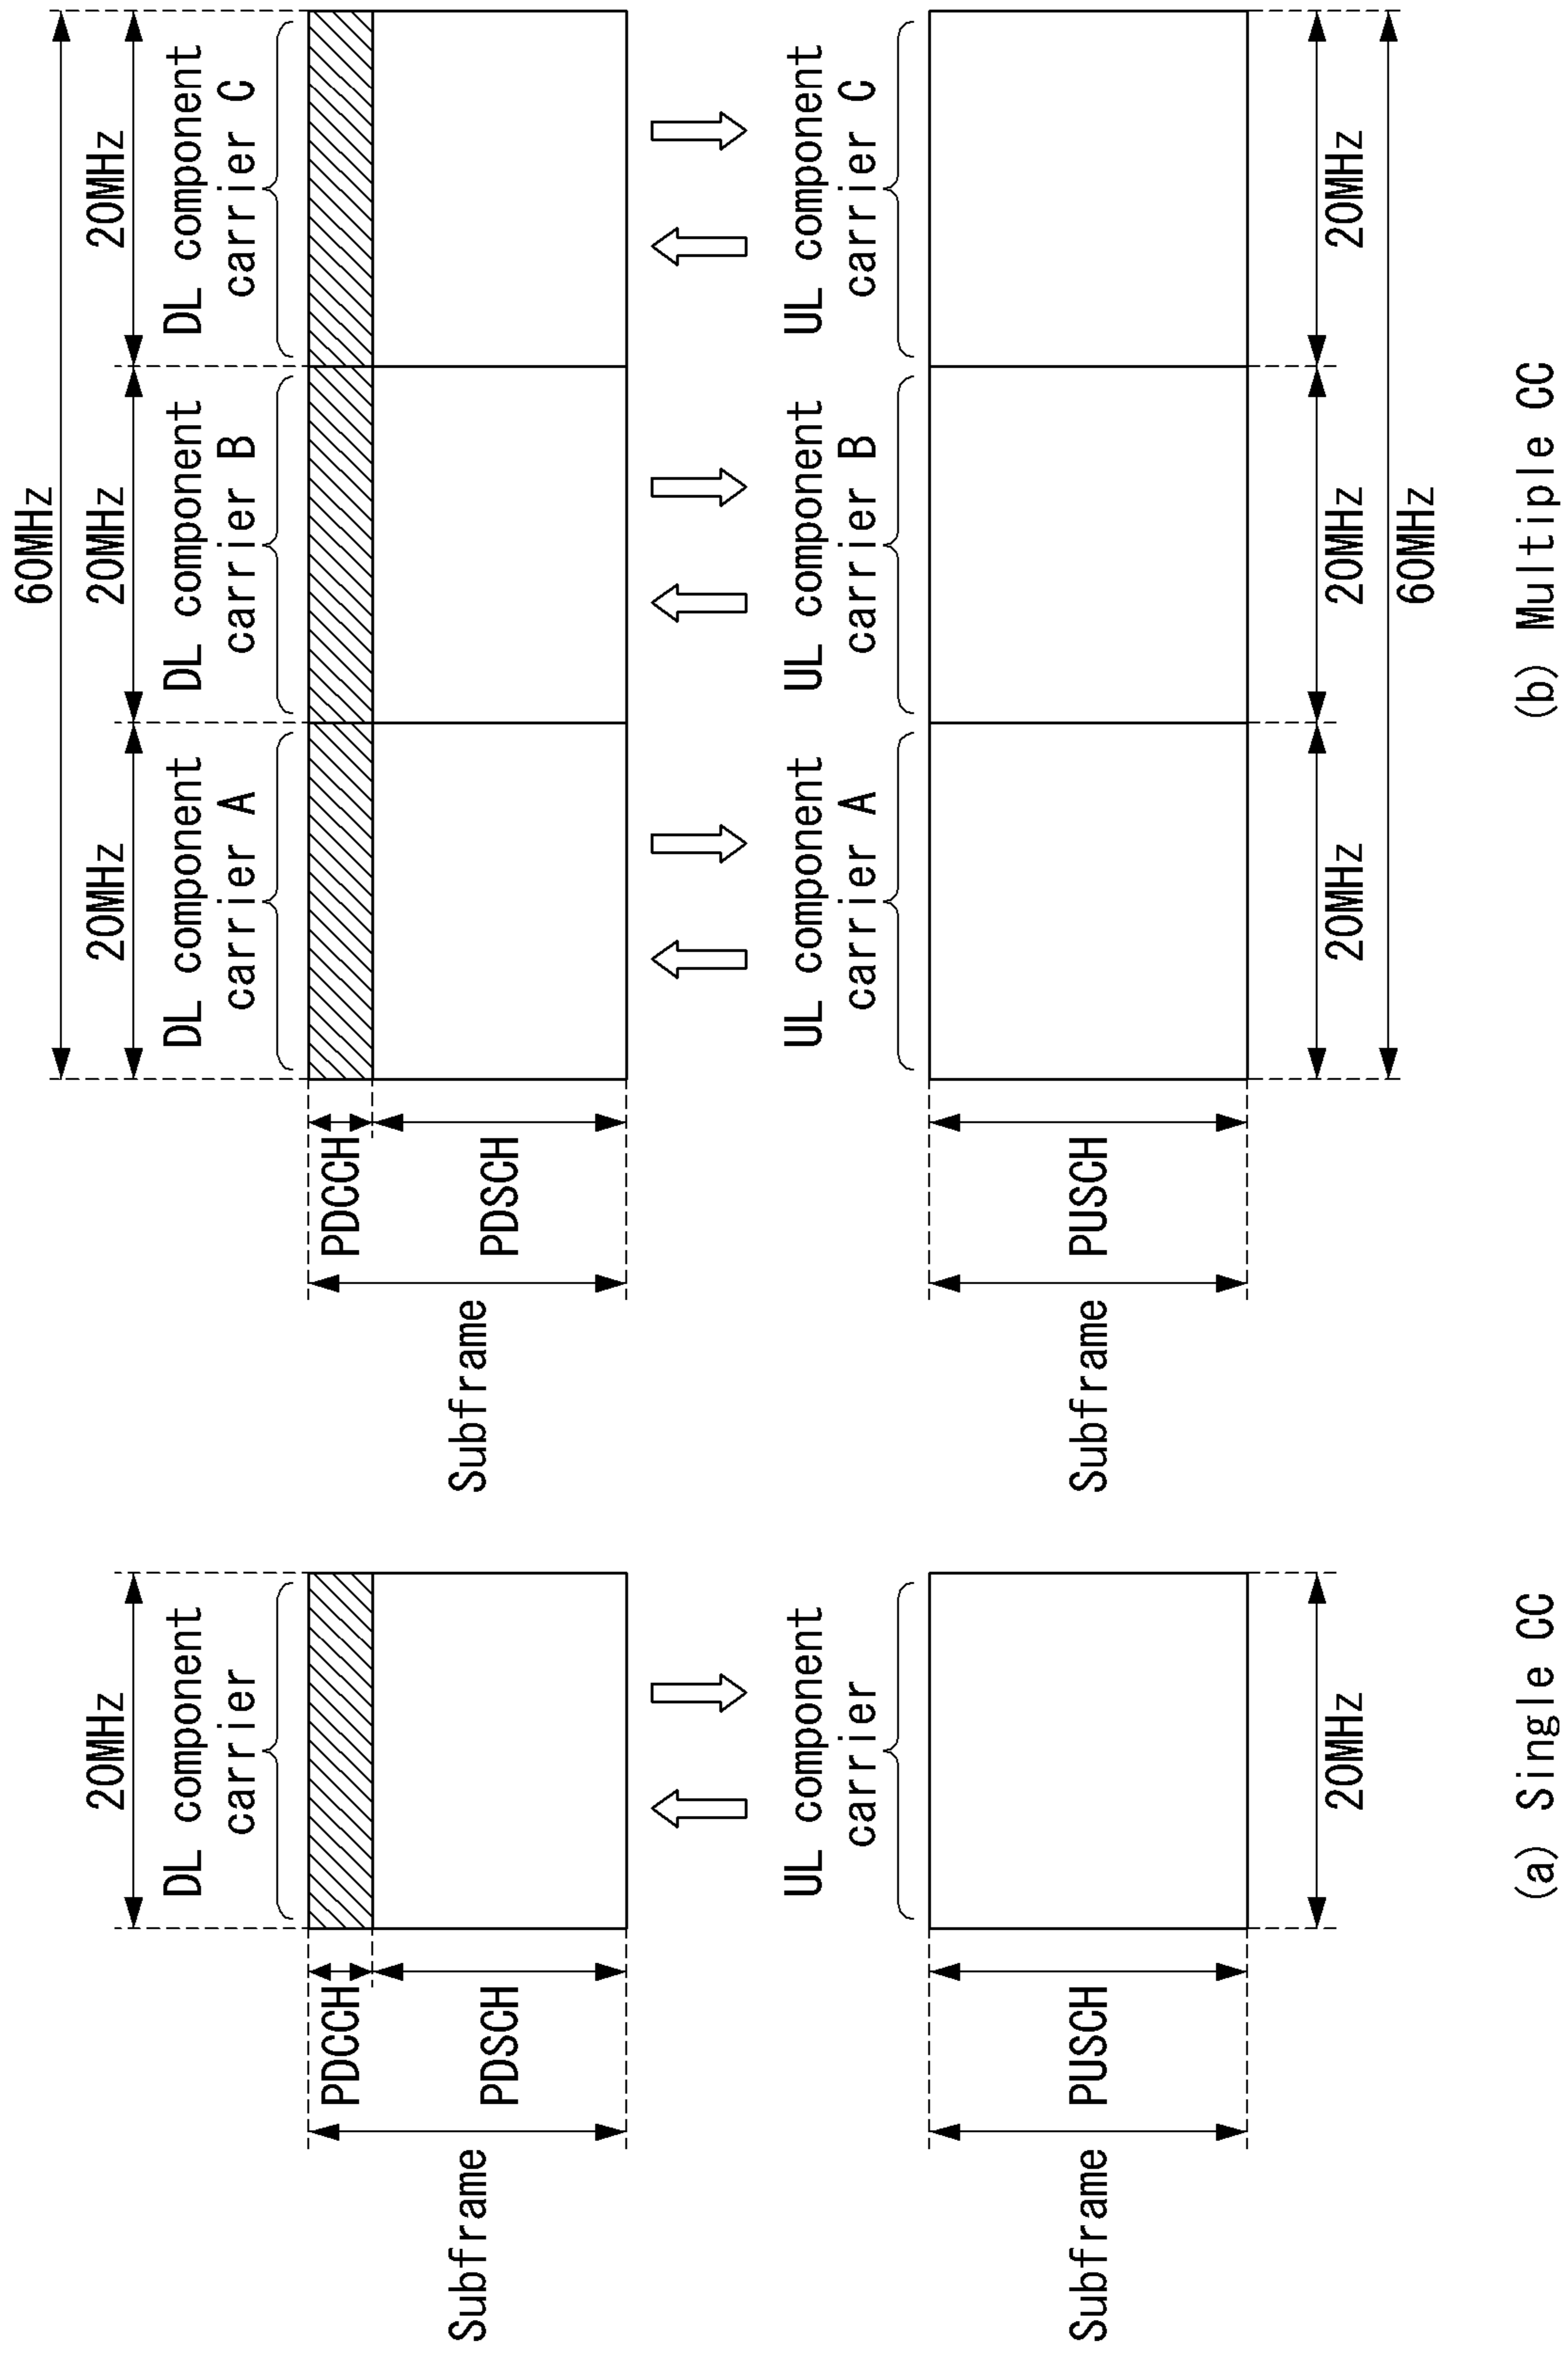 20MHz
DL component
carrier
PDCCH
PDSCH
Subframe
UL component
carrier
PUSCH
Subframe
20MHz
(a) Single CC
60MHz
20MHz
20MHz
20MHz
DL component
carrier A
DL component
carrier B
DL component
carrier C
PDCCH
PDSCH
Subframe
UL component
carrier A
UL component
carrier B
UL component
carrier C
PUSCH
Subframe
20MHz
20MHz
20MHz
60MHz
(b) Multiple CC